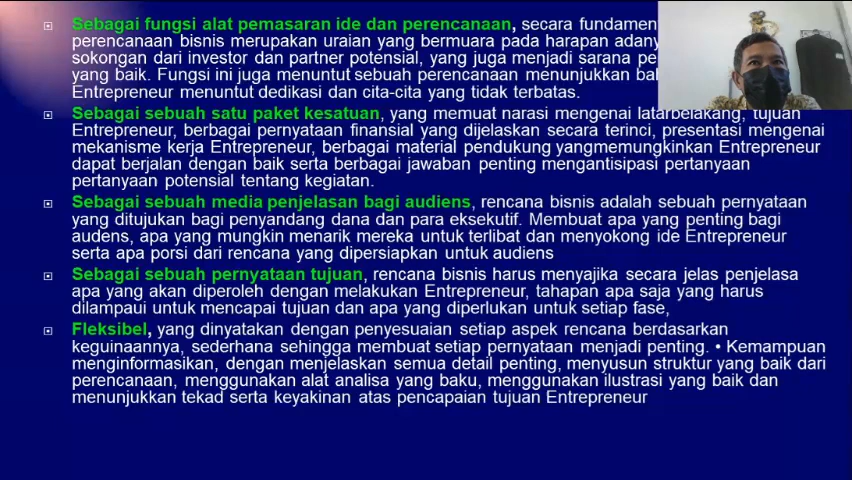 Sebagai fungsi alat pemasaran ide dan perencanaan, secara
perencanaan bisnis merupakan uraian yang bermuara pada harapan
sokongan dari investor dan partner potensial, yang juga menjadi sarana
yang baik. Fungsi ini juga menuntut sebuah perencanaan menunjukkan
Entrepreneur menuntut dedikasi dan cita-cita yang tidak terbatas.
Sebagai sebuah satu paket kesatuan, yang memuat narasi mengenai latarbelakang, tujuan
Entrepreneur, berbagai pernyataan finansial yang dijelaskan secara terinci, presentasi mengenai
mekanisme kerja Entrepreneur, berbagai material pendukung yangmemungkinkan Entrepreneur
dapat berjalan dengan baik serta berbagai jawaban penting mengantisipasi pertanyaan
pertanyaan potensial tentang kegiatan.
Sebagai sebuah media penjelasan bagi audiens, rencana bisnis adalah sebuah pernyataan
yang ditujukan bagi penyandang dana dan para eksekutif. Membuat apa yang penting bagi
audens, apa yang mungkin menarik mereka untuk terlibat dan menyokong ide Entrepreneur
serta apa porsi dari rencana yang dipersiapkan untuk audiens
Sebagai sebuah pernyataan tujuan, rencana bisnis harus menyajika secara jelas penjelasa
apa yang akan diperoleh dengan melakukan Entrepreneur, tahapan apa saja yang harus
dilampaui untuk mencapai tujuan dan apa yang diperlukan untuk setiap fase,
Fleksibel, yang dinyatakan dengan penyesuaian setiap aspek rencana berdasarkan
keguinaannya, sederhana sehingga membuat setiap pernyataan menjadi penting. • Kemampuan
menginformasikan, dengan menjelaskan semua detail penting, menyusun struktur yang baik dari
perencanaan, menggunakan alat analisa yang baku, menggunakan ilustrasi yang baik dan
menunjukkan tekad serta keyakinan atas pencapaian tujuan Entrepreneur